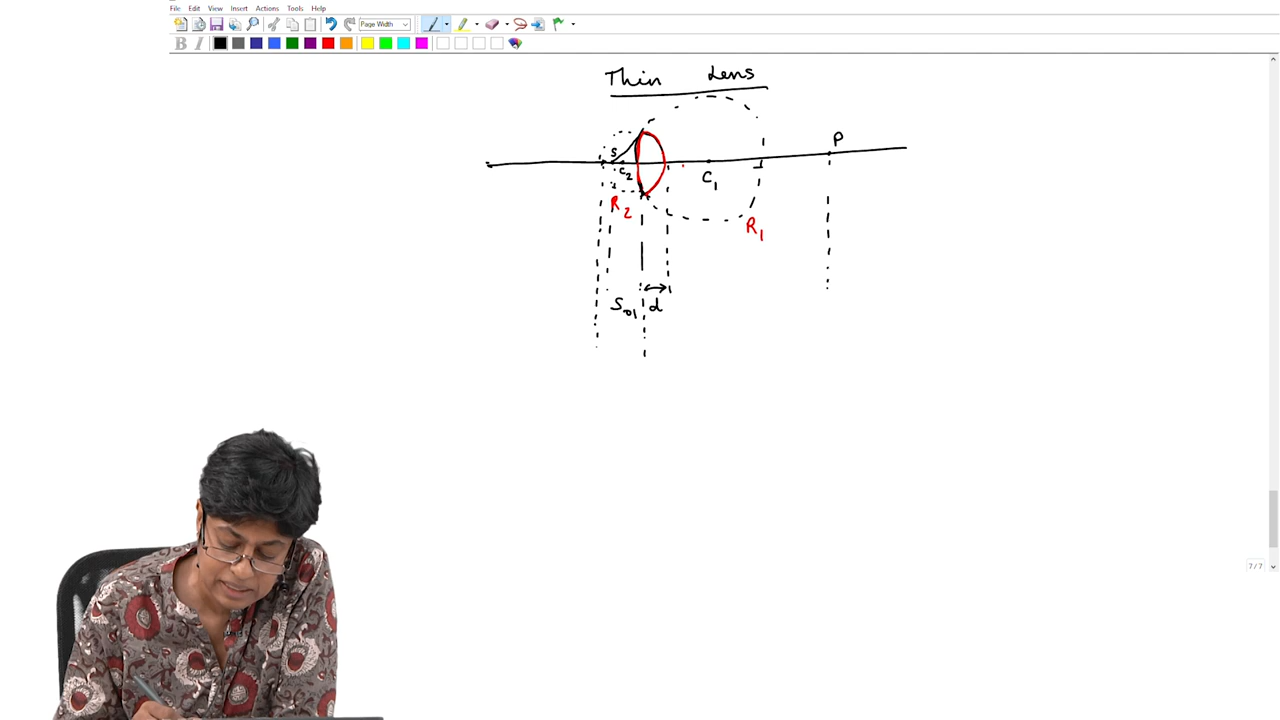 File Edit View Insert Actions Tools Help
Page Width
B I
Thin Lens
P
S
C2
C1
R2
R1
So1 d
7 / 7